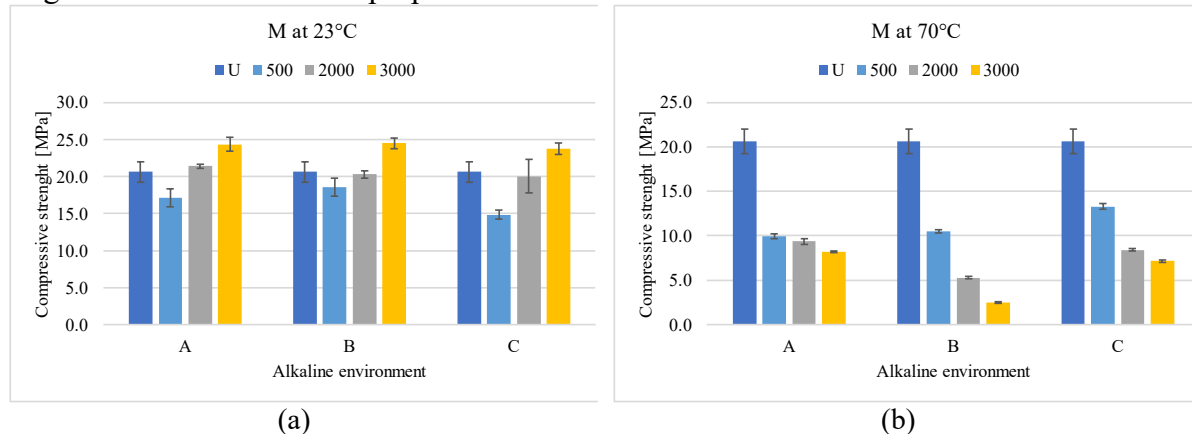 M at 23°C
U 500 2000 3000
Compressive strenght [MPa]
30.0
25.0
20.0
15.0
10.0
5.0
0.0
A B C
Alkaline environment
(a)
M at 70°C
U 500 2000 3000
Compressive strenght [MPa]
25.0
20.0
15.0
10.0
5.0
0.0
A B C
Alkaline environment
(b)